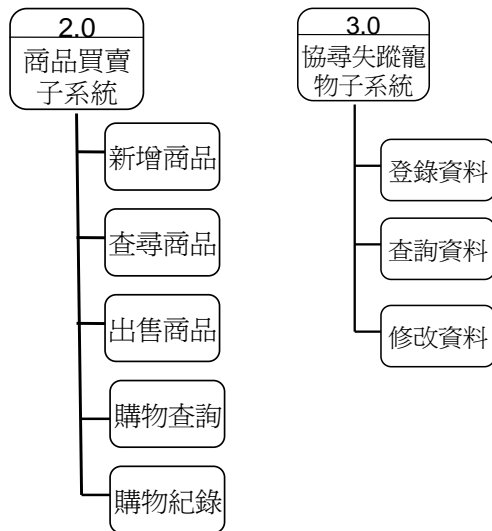 2.0
商品買賣
子系統
新增商品
查尋商品
出售商品
購物查詢
購物紀錄
3.0
協尋失蹤寵
物子系統
登錄資料
查詢資料
修改資料